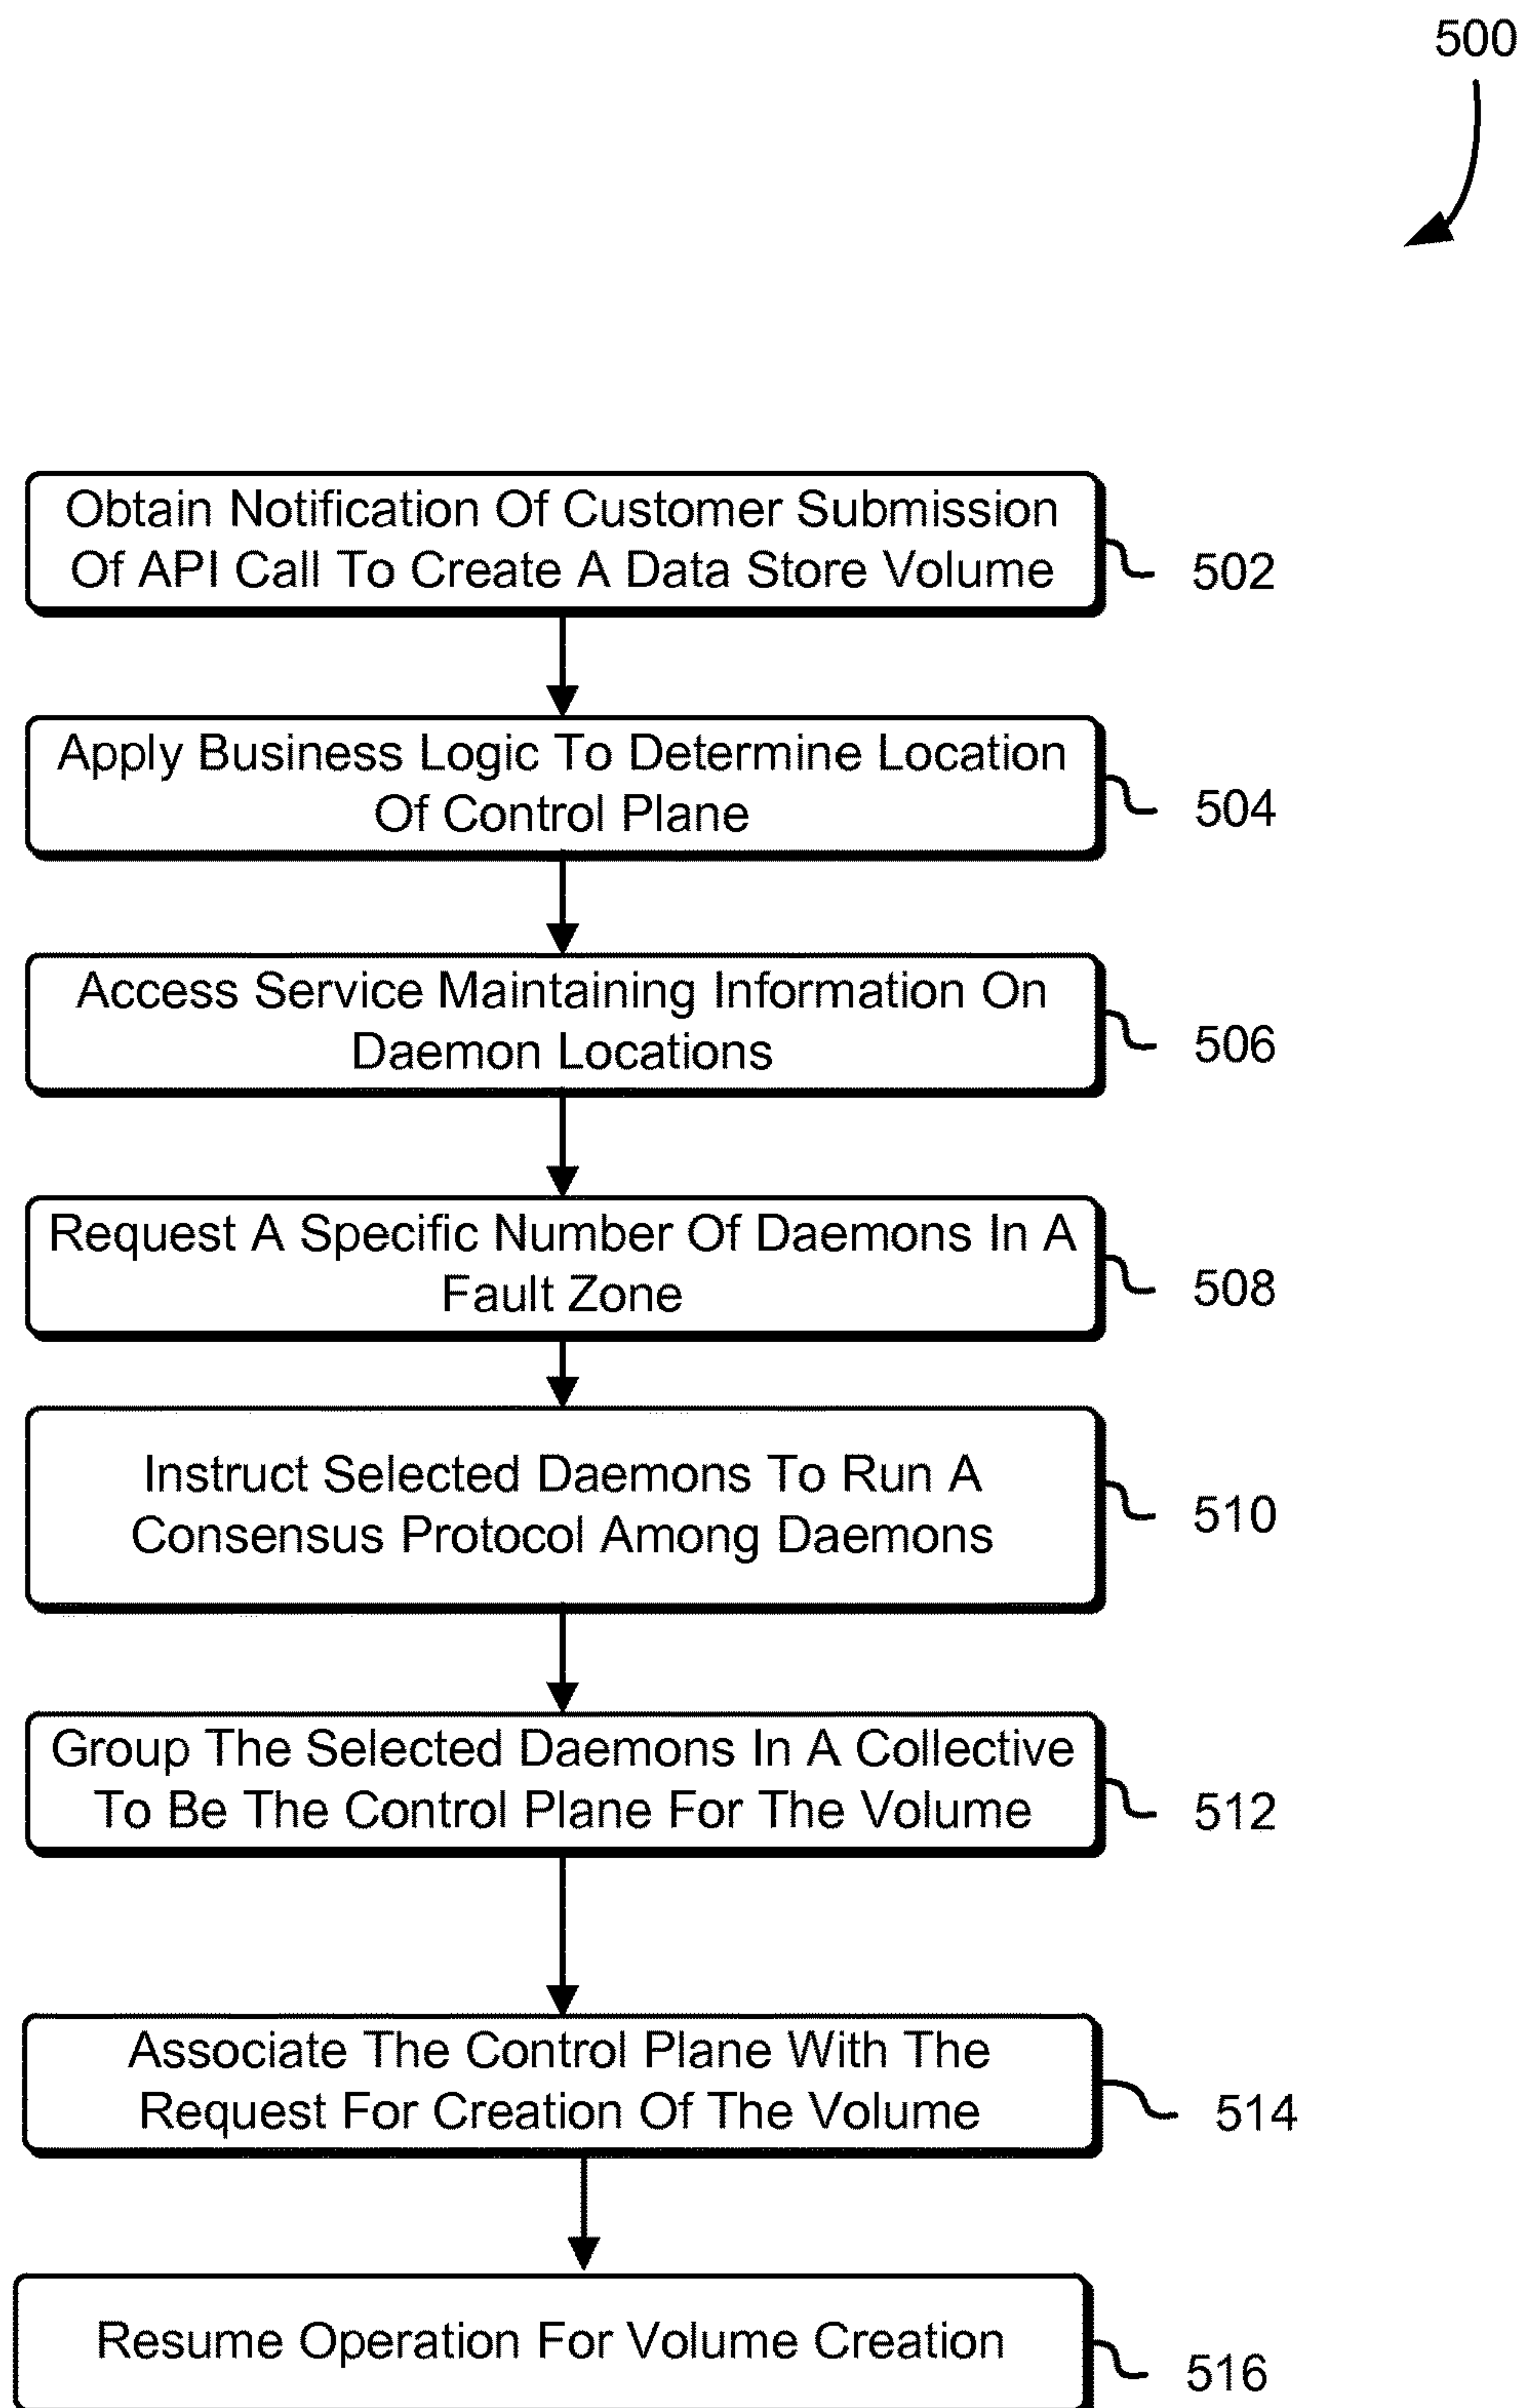 500
Obtain Notification Of Customer Submission
Of API Call To Create A Data Store Volume
502
Apply Business Logic To Determine Location
Of Control Plane
504
Access Service Maintaining Information On
Daemon Locations
506
Request A Specific Number Of Daemons In A
Fault Zone
508
Instruct Selected Daemons To Run A
Consensus Protocol Among Daemons
510
Group The Selected Daemons In A Collective
To Be The Control Plane For The Volume
512
Associate The Control Plane With The
Request For Creation Of The Volume
514
Resume Operation For Volume Creation
516